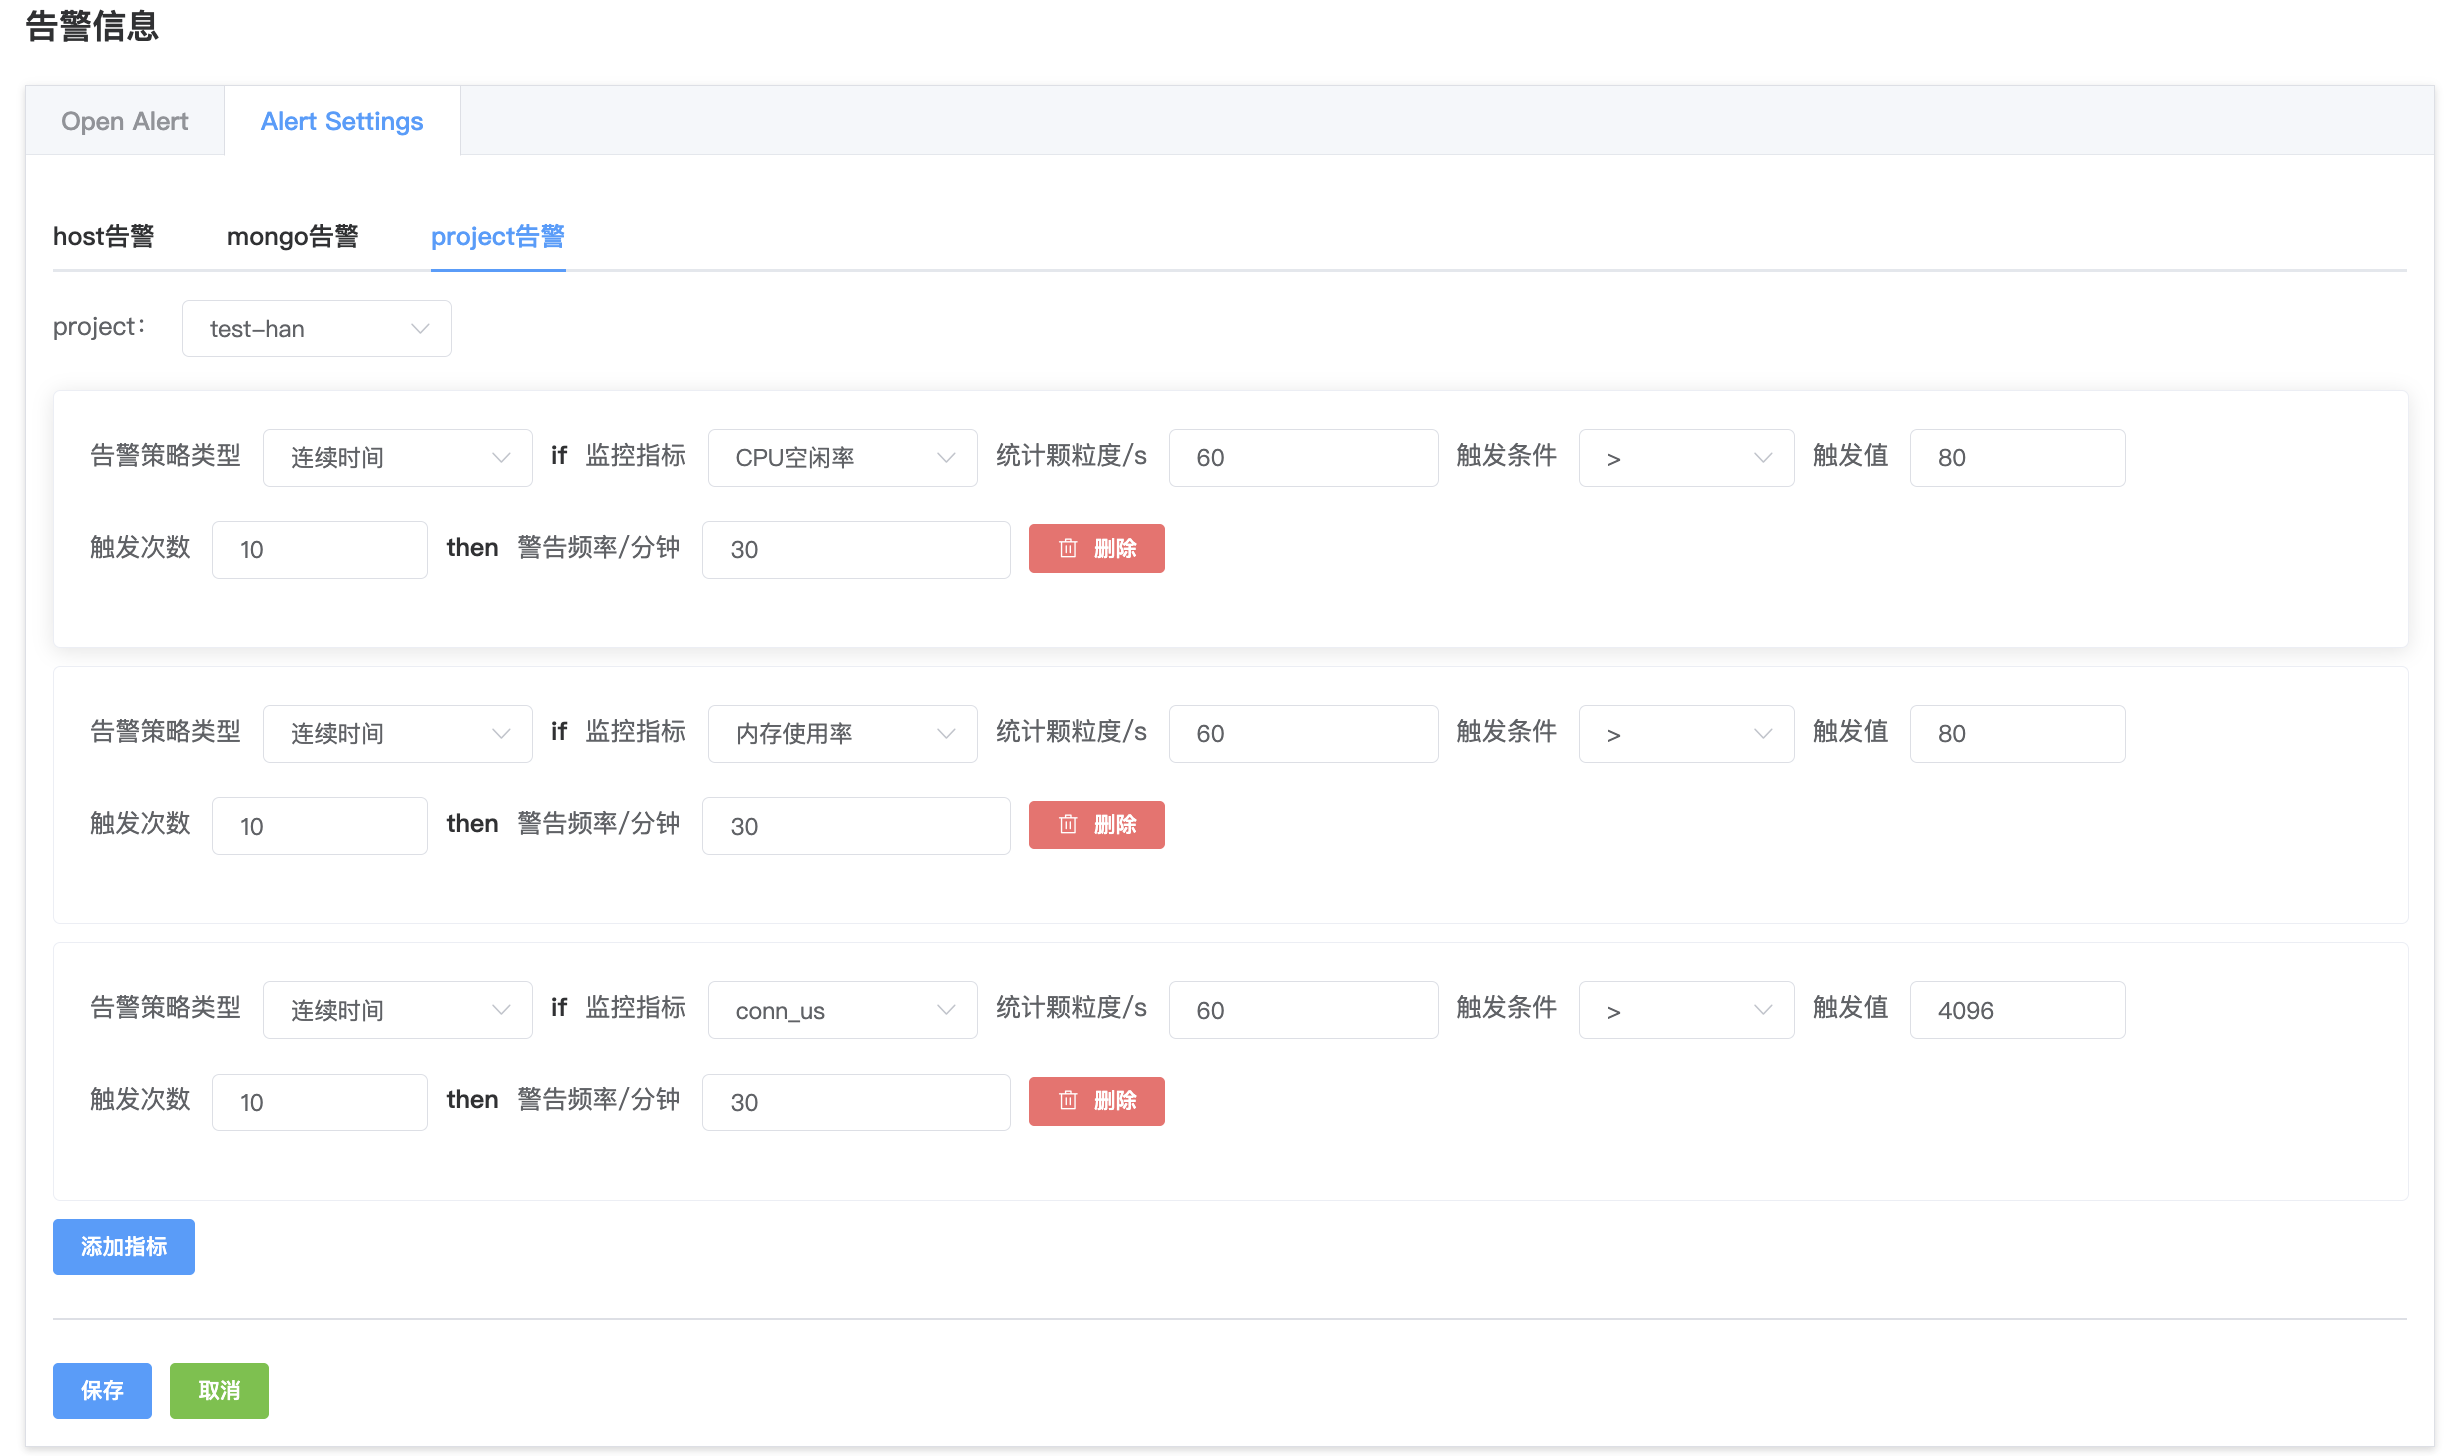 告警信息
Open Alert Alert Settings
host告警 mongo告警 project告警
project： test-han
告警策略类型 连续时间 if 监控指标 CPU空闲率 统计颗粒度/s 60 触发条件 > 触发值 80
触发次数 10 then 警告频率/分钟 30 删除
告警策略类型 连续时间 if 监控指标 内存使用率 统计颗粒度/s 60 触发条件 > 触发值 80
触发次数 10 then 警告频率/分钟 30 删除
告警策略类型 连续时间 if 监控指标 conn_us 统计颗粒度/s 60 触发条件 > 触发值 4096
触发次数 10 then 警告频率/分钟 30 删除
添加指标
保存 取消